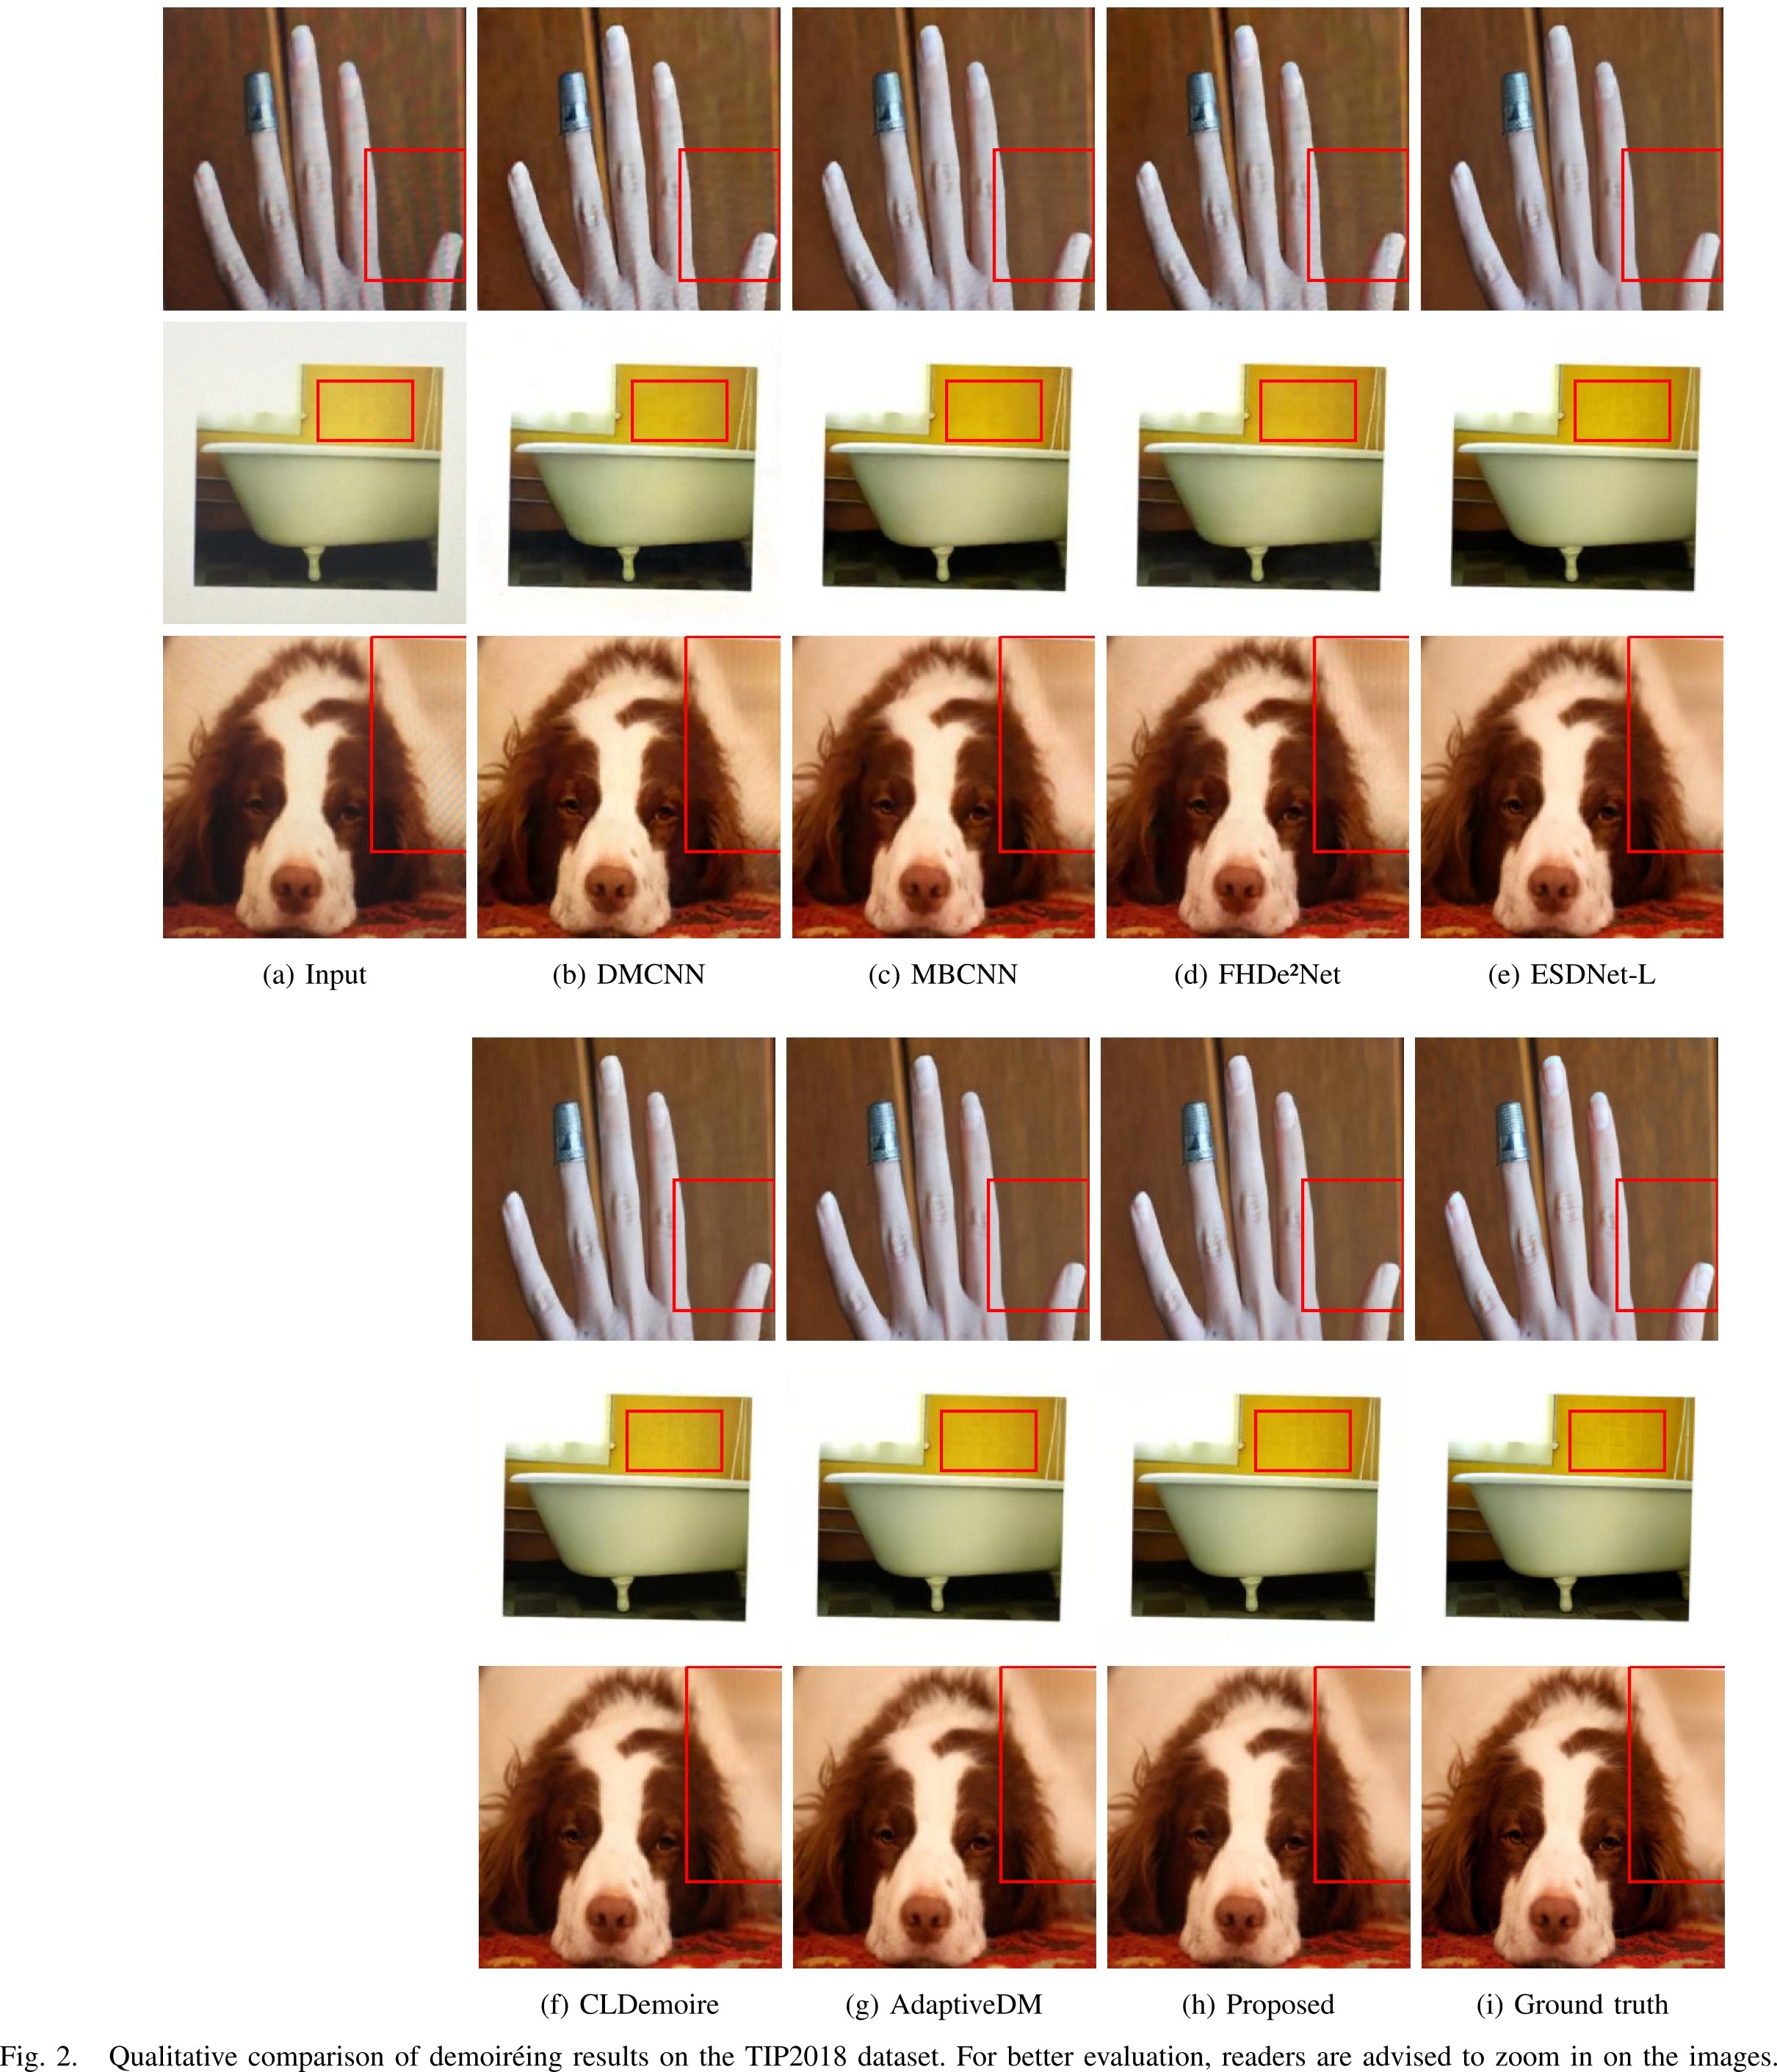 (a) Input (b) DMCNN (c) MBCNN (d) FHDe²Net (e) ESDNet-L
(f) CLDemoire (g) AdaptiveDM (h) Proposed (i) Ground truth
Fig. 2. Qualitative comparison of demoiréing results on the TIP2018 dataset. For better evaluation, readers are advised to zoom in on the images.